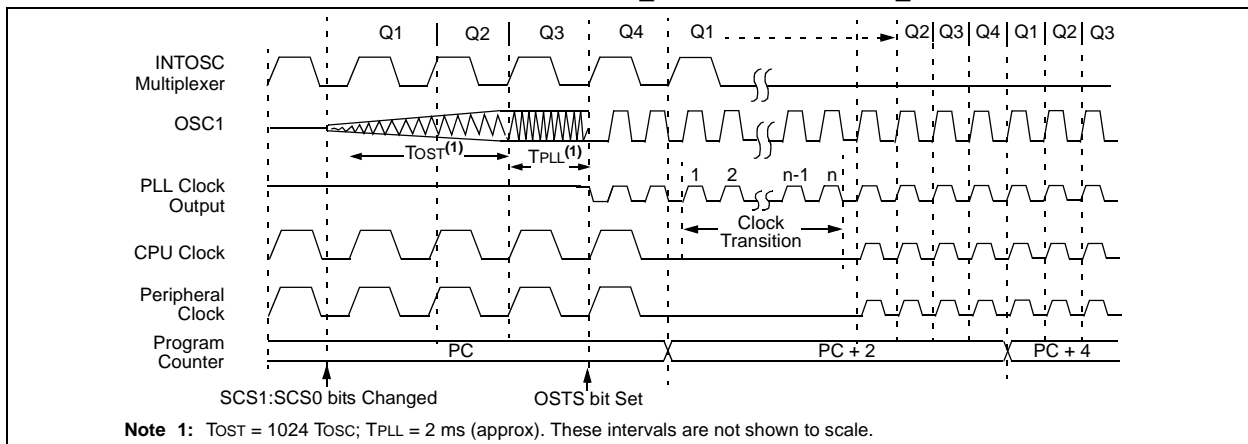 Q1 Q2 Q3 Q4 Q1 Q2 Q3 Q4 Q1 Q2 Q3
INTOSC
Multiplexer
OSC1
TOST(1) TPLL(1)
1 2 n-1 n
PLL Clock
Output
Clock
Transition
CPU Clock
Peripheral
Clock
Program
Counter
PC PC + 2 PC + 4
SCS1:SCS0 bits Changed OSTS bit Set
Note 1: TOST = 1024 TOSC; TPLL = 2 ms (approx). These intervals are not shown to scale.